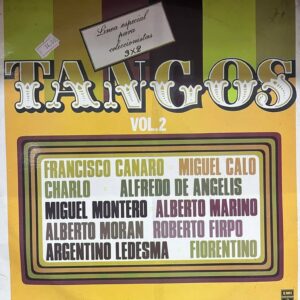 Linea especial
para
coleccionistas
3x2
TANGOS
VOL.2
FRANCISCO CANARO MIGUEL CALO
CHARLO ALFREDO DE ANGELIS
MIGUEL MONTERO ALBERTO MARINO
ALBERTO MORAN ROBERTO FIRPO
ARGENTINO LEDESMA FIORENTINO